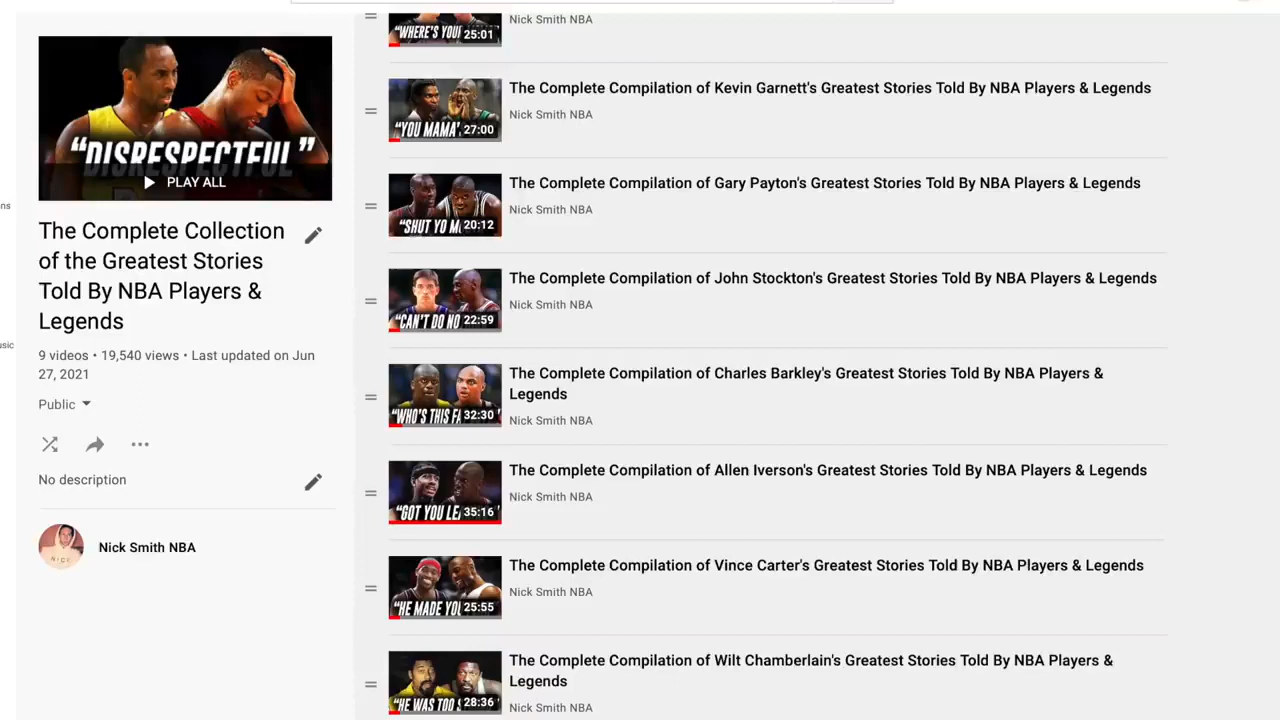 "DISRESPECTFUL"
PLAY ALL
The Complete Collection
of the Greatest Stories
Told By NBA Players &
Legends
9 videos • 19,540 views • Last updated on Jun
27, 2021
Public
No description
Nick Smith NBA
Nick Smith NBA
"WHERE'S YOU
25:01
The Complete Compilation of Kevin Garnett's Greatest Stories Told By NBA Players & Legends
Nick Smith NBA
"YOU MAMA'
27:00
The Complete Compilation of Gary Payton's Greatest Stories Told By NBA Players & Legends
Nick Smith NBA
"SHUT YO M
20:12
The Complete Compilation of John Stockton's Greatest Stories Told By NBA Players & Legends
Nick Smith NBA
"CAN'T DO NO
22:59
The Complete Compilation of Charles Barkley's Greatest Stories Told By NBA Players &
Legends
Nick Smith NBA
"WHO'S THIS FA
32:30
The Complete Compilation of Allen Iverson's Greatest Stories Told By NBA Players & Legends
Nick Smith NBA
"GOT YOU LE
35:16
The Complete Compilation of Vince Carter's Greatest Stories Told By NBA Players & Legends
Nick Smith NBA
"HE MADE YOU
25:55
The Complete Compilation of Wilt Chamberlain's Greatest Stories Told By NBA Players &
Legends
Nick Smith NBA
"HE WAS TOO S
28:36
ns
usic